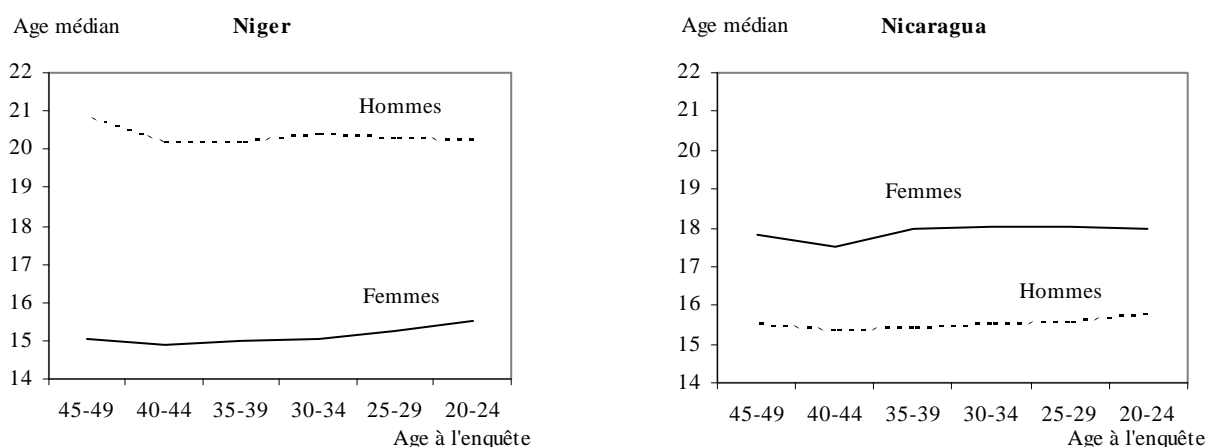 Age médian Niger
22
21
20
19
18
17
16
15
14
Hommes
Femmes
45-49 40-44 35-39 30-34 25-29 20-24
Age à l'enquête
Age médian Nicaragua
22
21
20
19
18
17
16
15
14
Femmes
Hommes
45-49 40-44 35-39 30-34 25-29 20-24
Age à l'enquête